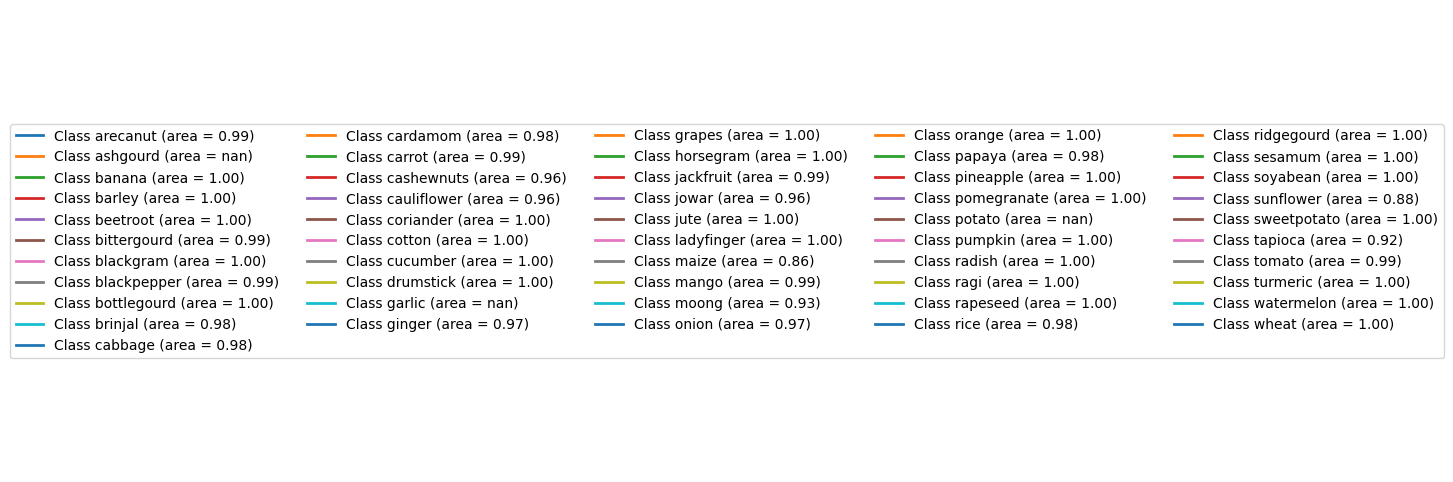 Class arecanut (area = 0.99)
Class ashgourd (area = nan)
Class banana (area = 1.00)
Class barley (area = 1.00)
Class beetroot (area = 1.00)
Class bittergourd (area = 0.99)
Class blackgram (area = 1.00)
Class blackpepper (area = 0.99)
Class bottlegourd (area = 1.00)
Class brinjal (area = 0.98)
Class cabbage (area = 0.98)
Class cardamom (area = 0.98)
Class carrot (area = 0.99)
Class cashewnuts (area = 0.96)
Class cauliflower (area = 0.96)
Class coriander (area = 1.00)
Class cotton (area = 1.00)
Class cucumber (area = 1.00)
Class drumstick (area = 1.00)
Class garlic (area = nan)
Class ginger (area = 0.97)
Class grapes (area = 1.00)
Class horsegram (area = 1.00)
Class jackfruit (area = 0.99)
Class jowar (area = 0.96)
Class jute (area = 1.00)
Class ladyfinger (area = 1.00)
Class maize (area = 0.86)
Class mango (area = 0.99)
Class moong (area = 0.93)
Class onion (area = 0.97)
Class orange (area = 1.00)
Class papaya (area = 0.98)
Class pineapple (area = 1.00)
Class pomegranate (area = 1.00)
Class potato (area = nan)
Class pumpkin (area = 1.00)
Class radish (area = 1.00)
Class ragi (area = 1.00)
Class rapeseed (area = 1.00)
Class rice (area = 0.98)
Class ridgegourd (area = 1.00)
Class sesamum (area = 1.00)
Class soyabean (area = 1.00)
Class sunflower (area = 0.88)
Class sweetpotato (area = 1.00)
Class tapioca (area = 0.92)
Class tomato (area = 0.99)
Class turmeric (area = 1.00)
Class watermelon (area = 1.00)
Class wheat (area = 1.00)